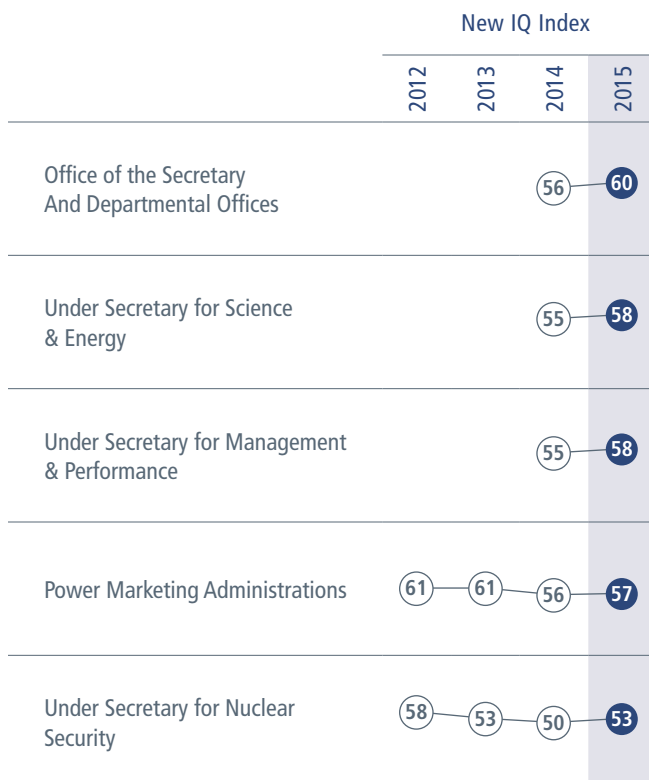 New IQ Index
2012 2013 2014 2015
Office of the Secretary
And Departmental Offices
56 60
Under Secretary for Science
& Energy
55 58
Under Secretary for Management
& Performance
55 58
Power Marketing Administrations 61 61 56 57
Under Secretary for Nuclear
Security
58 53 50 53